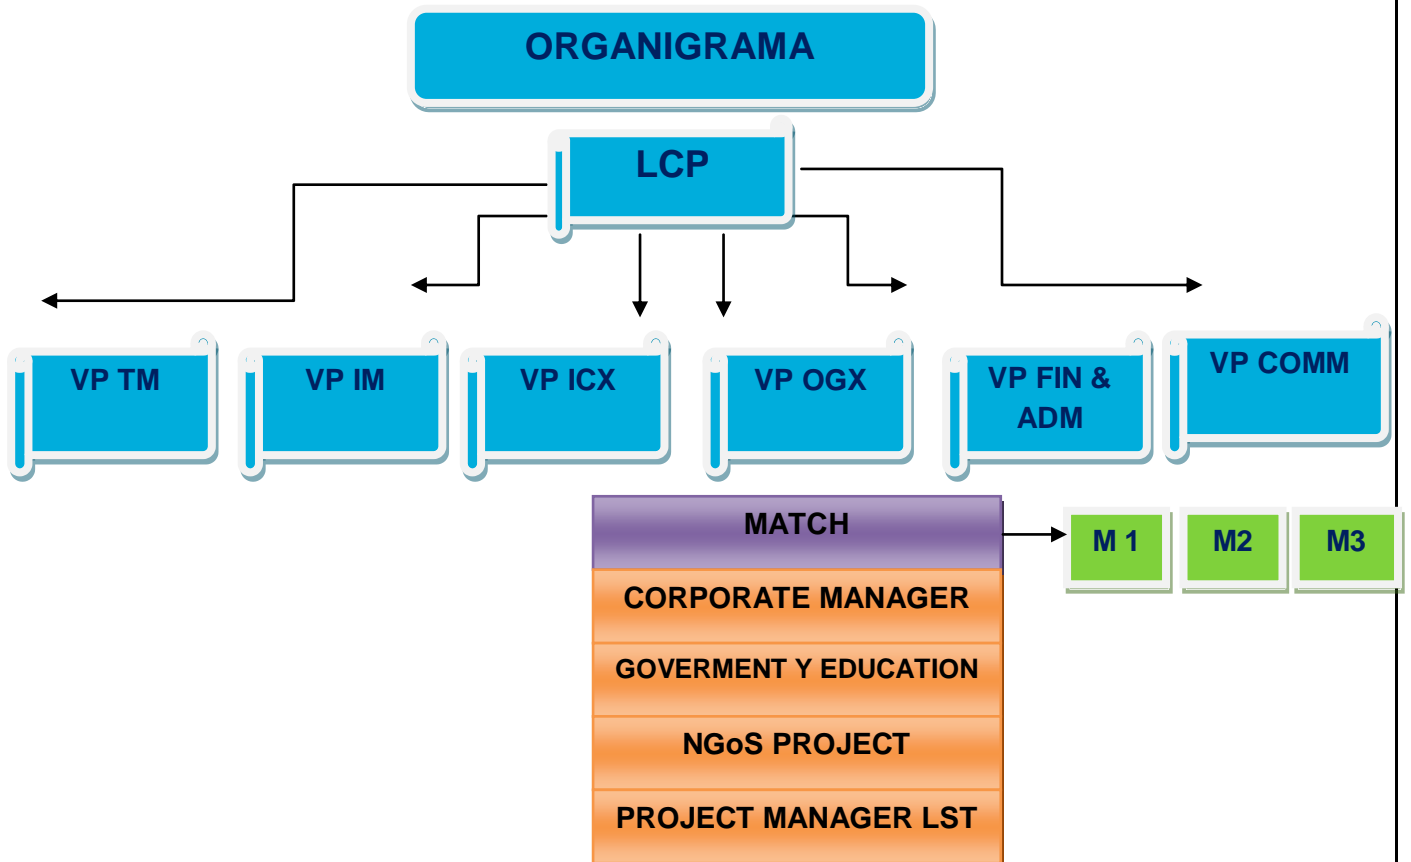 ORGANIGRAMA
LCP
VP TM
VP IM
VP ICX
VP OGX
VP FIN &
ADM
VP COMM
MATCH
M 1
M2
M3
CORPORATE MANAGER
GOVERMENT Y EDUCATION
NGoS PROJECT
PROJECT MANAGER LST